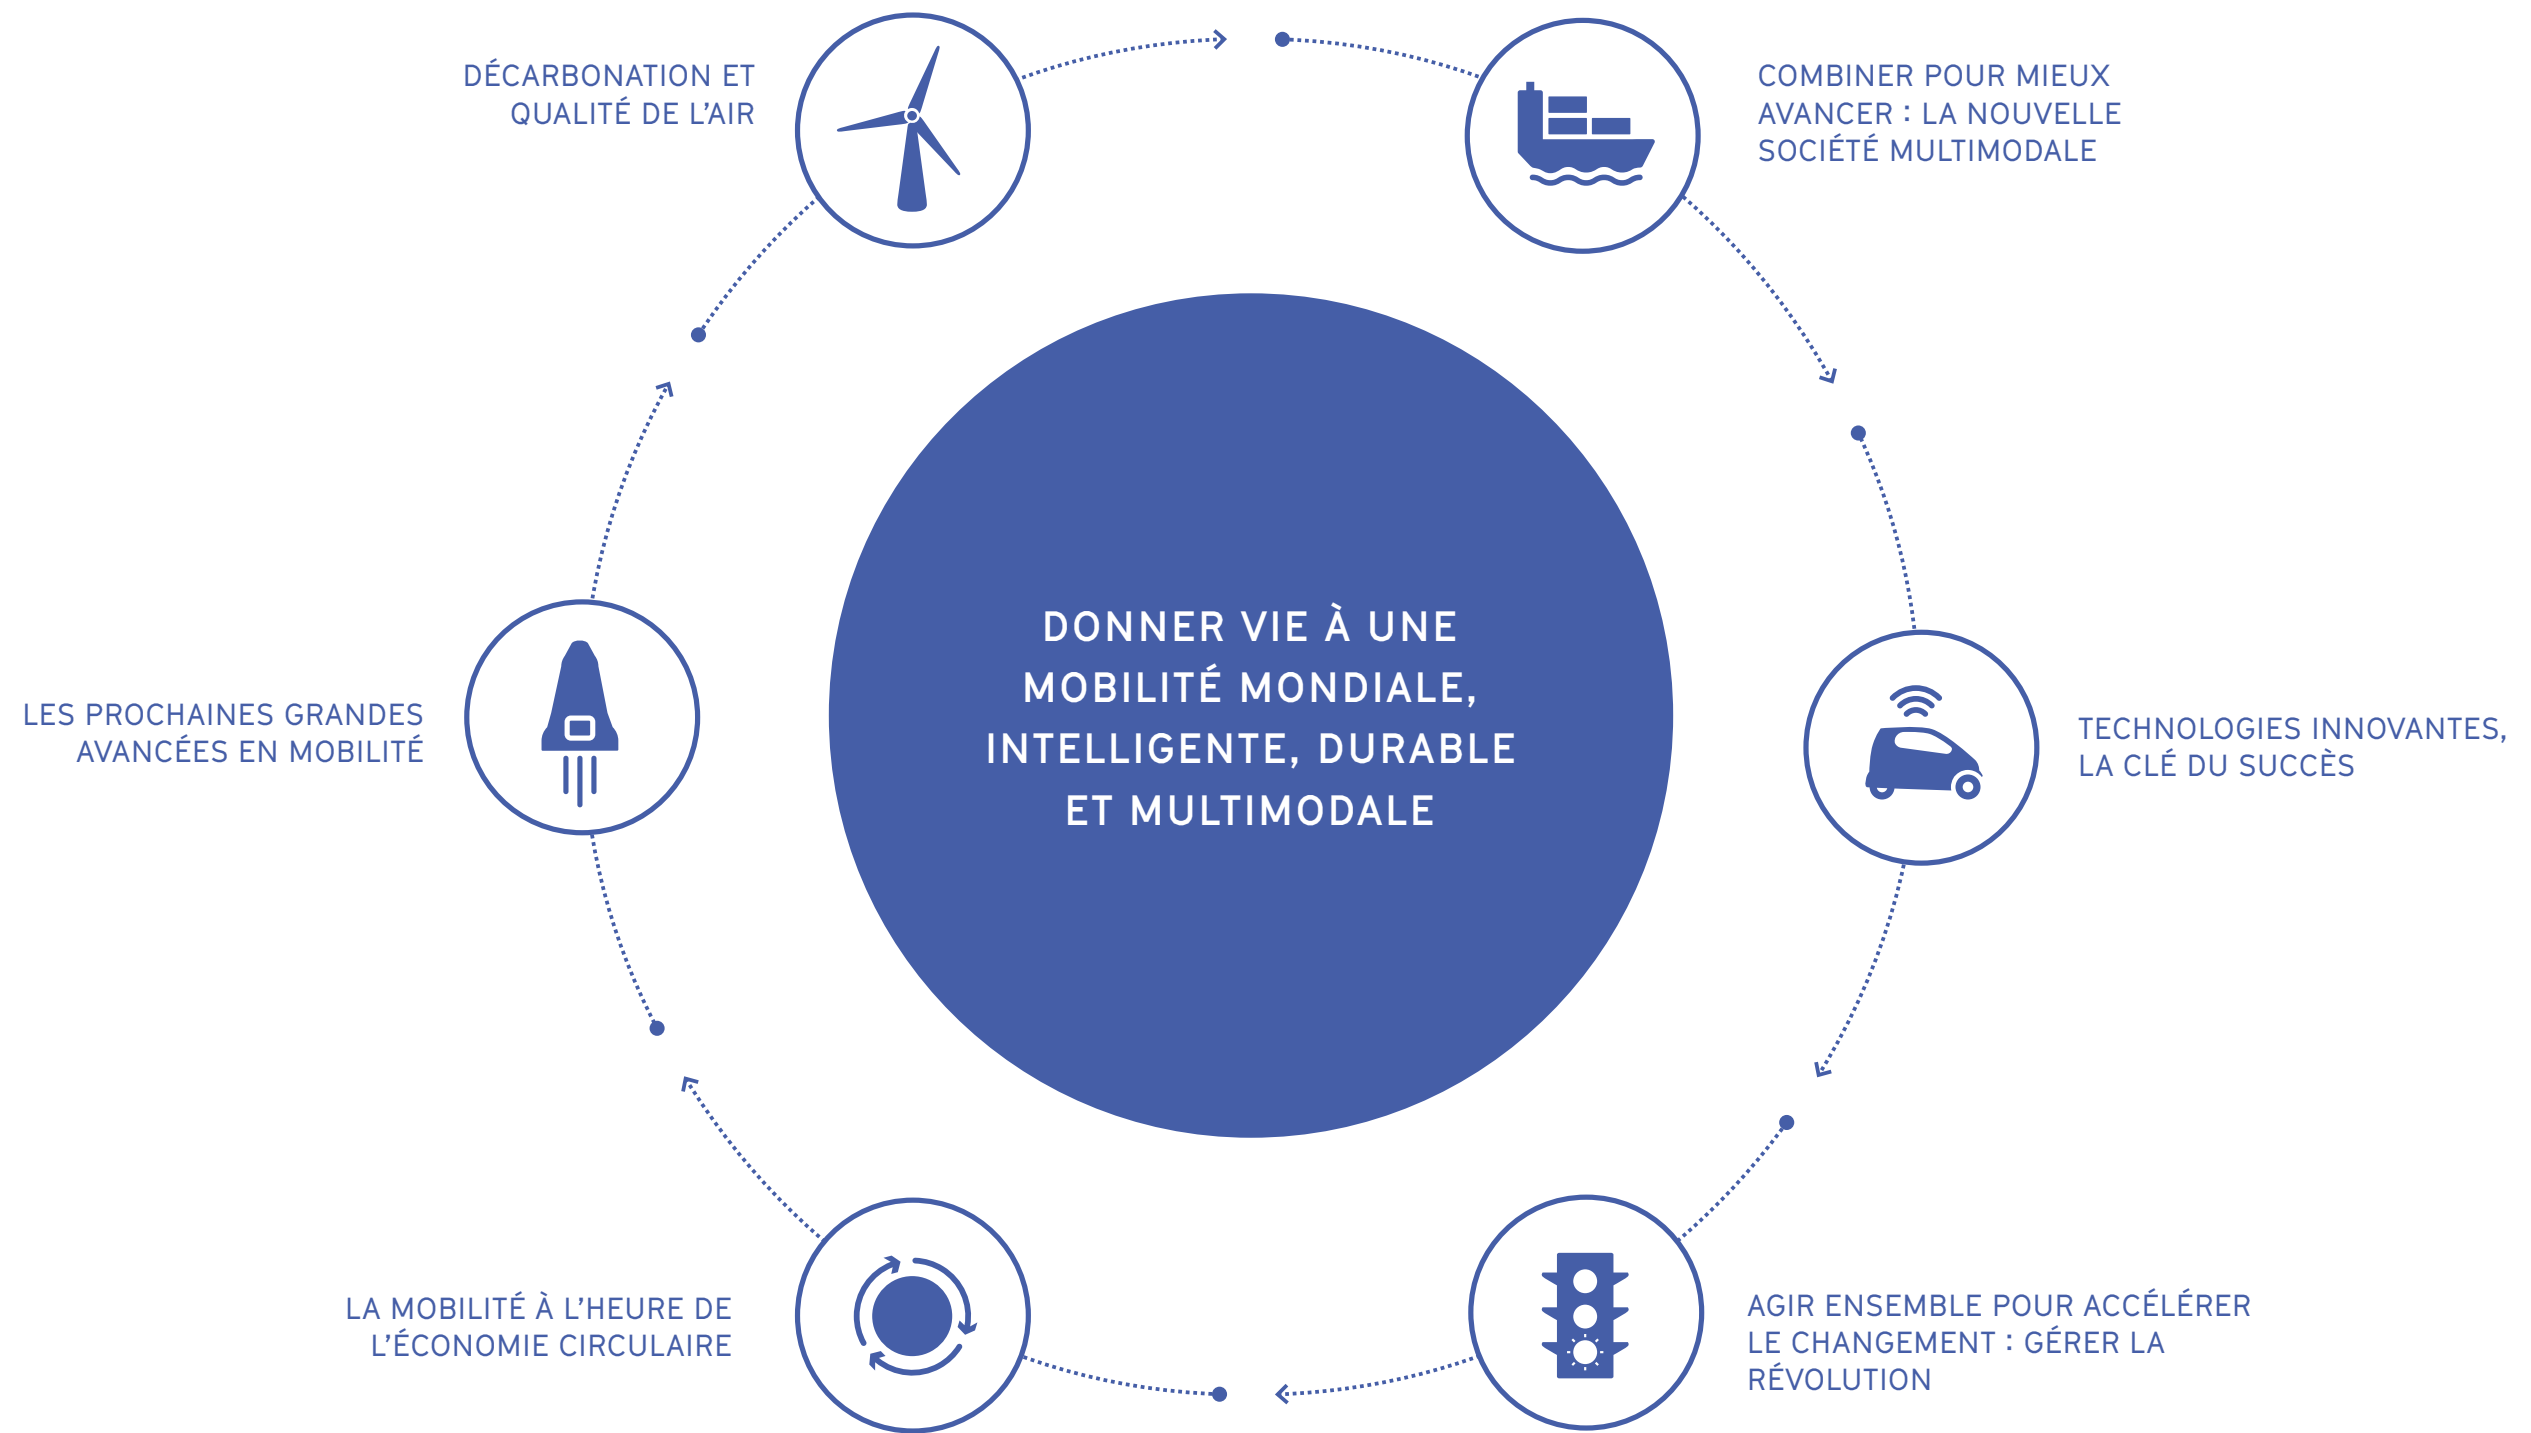 DÉCARBONATION ET
QUALITÉ DE L’AIR
COMBINER POUR MIEUX
AVANCER : LA NOUVELLE
SOCIÉTÉ MULTIMODALE
DONNER VIE À UNE
MOBILITÉ MONDIALE,
INTELLIGENTE, DURABLE
ET MULTIMODALE
LES PROCHAINES GRANDES
AVANCÉES EN MOBILITÉ
TECHNOLOGIES INNOVANTES,
LA CLÉ DU SUCCÈS
LA MOBILITÉ À L’HEURE DE
L’ÉCONOMIE CIRCULAIRE
AGIR ENSEMBLE POUR ACCÉLÉRER
LE CHANGEMENT : GÉRER LA
RÉVOLUTION